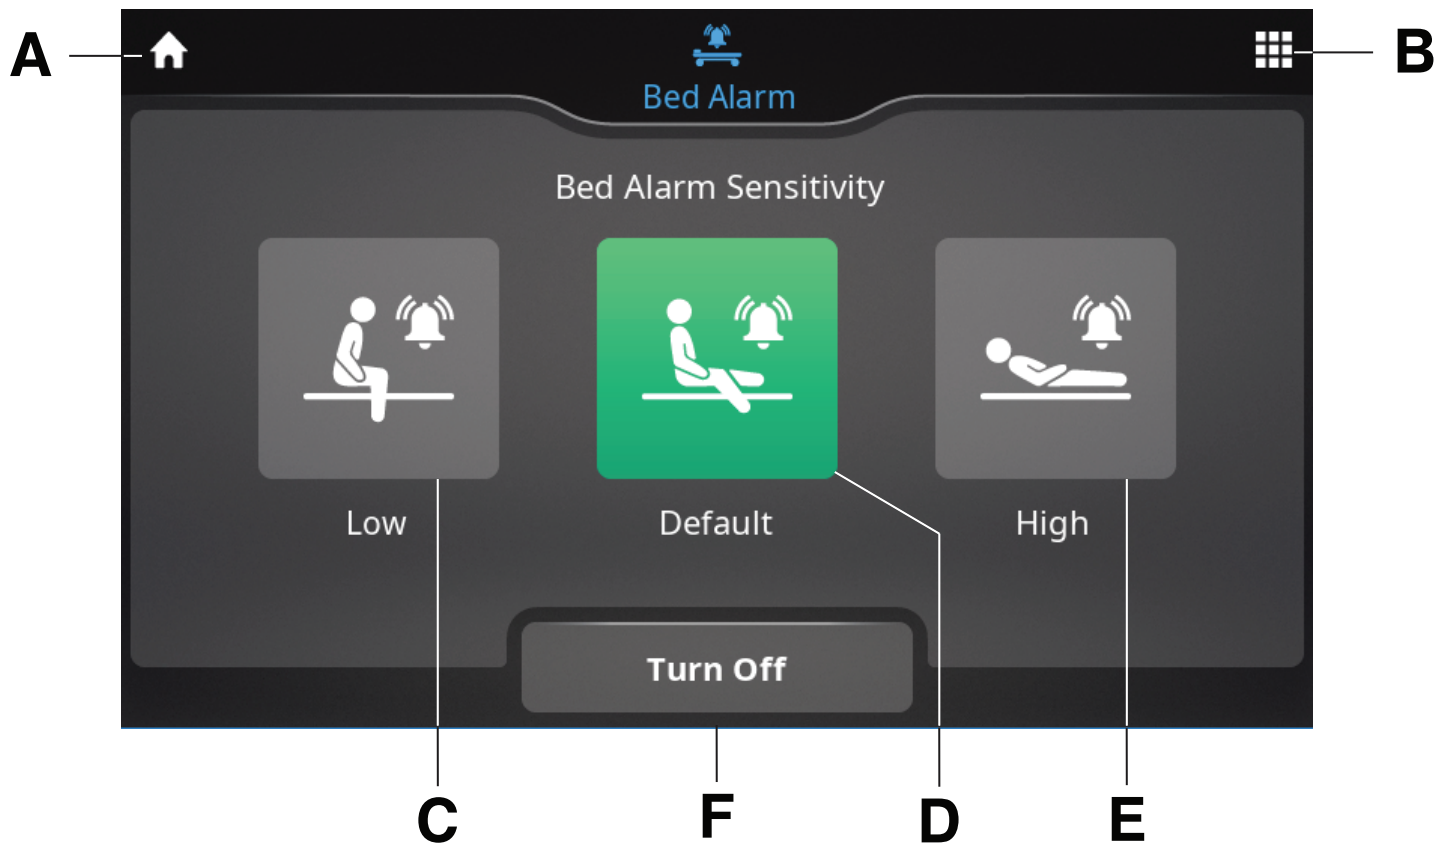 A
B
Bed Alarm
Bed Alarm Sensitivity
Low
Default
High
Turn Off
C
F
D
E